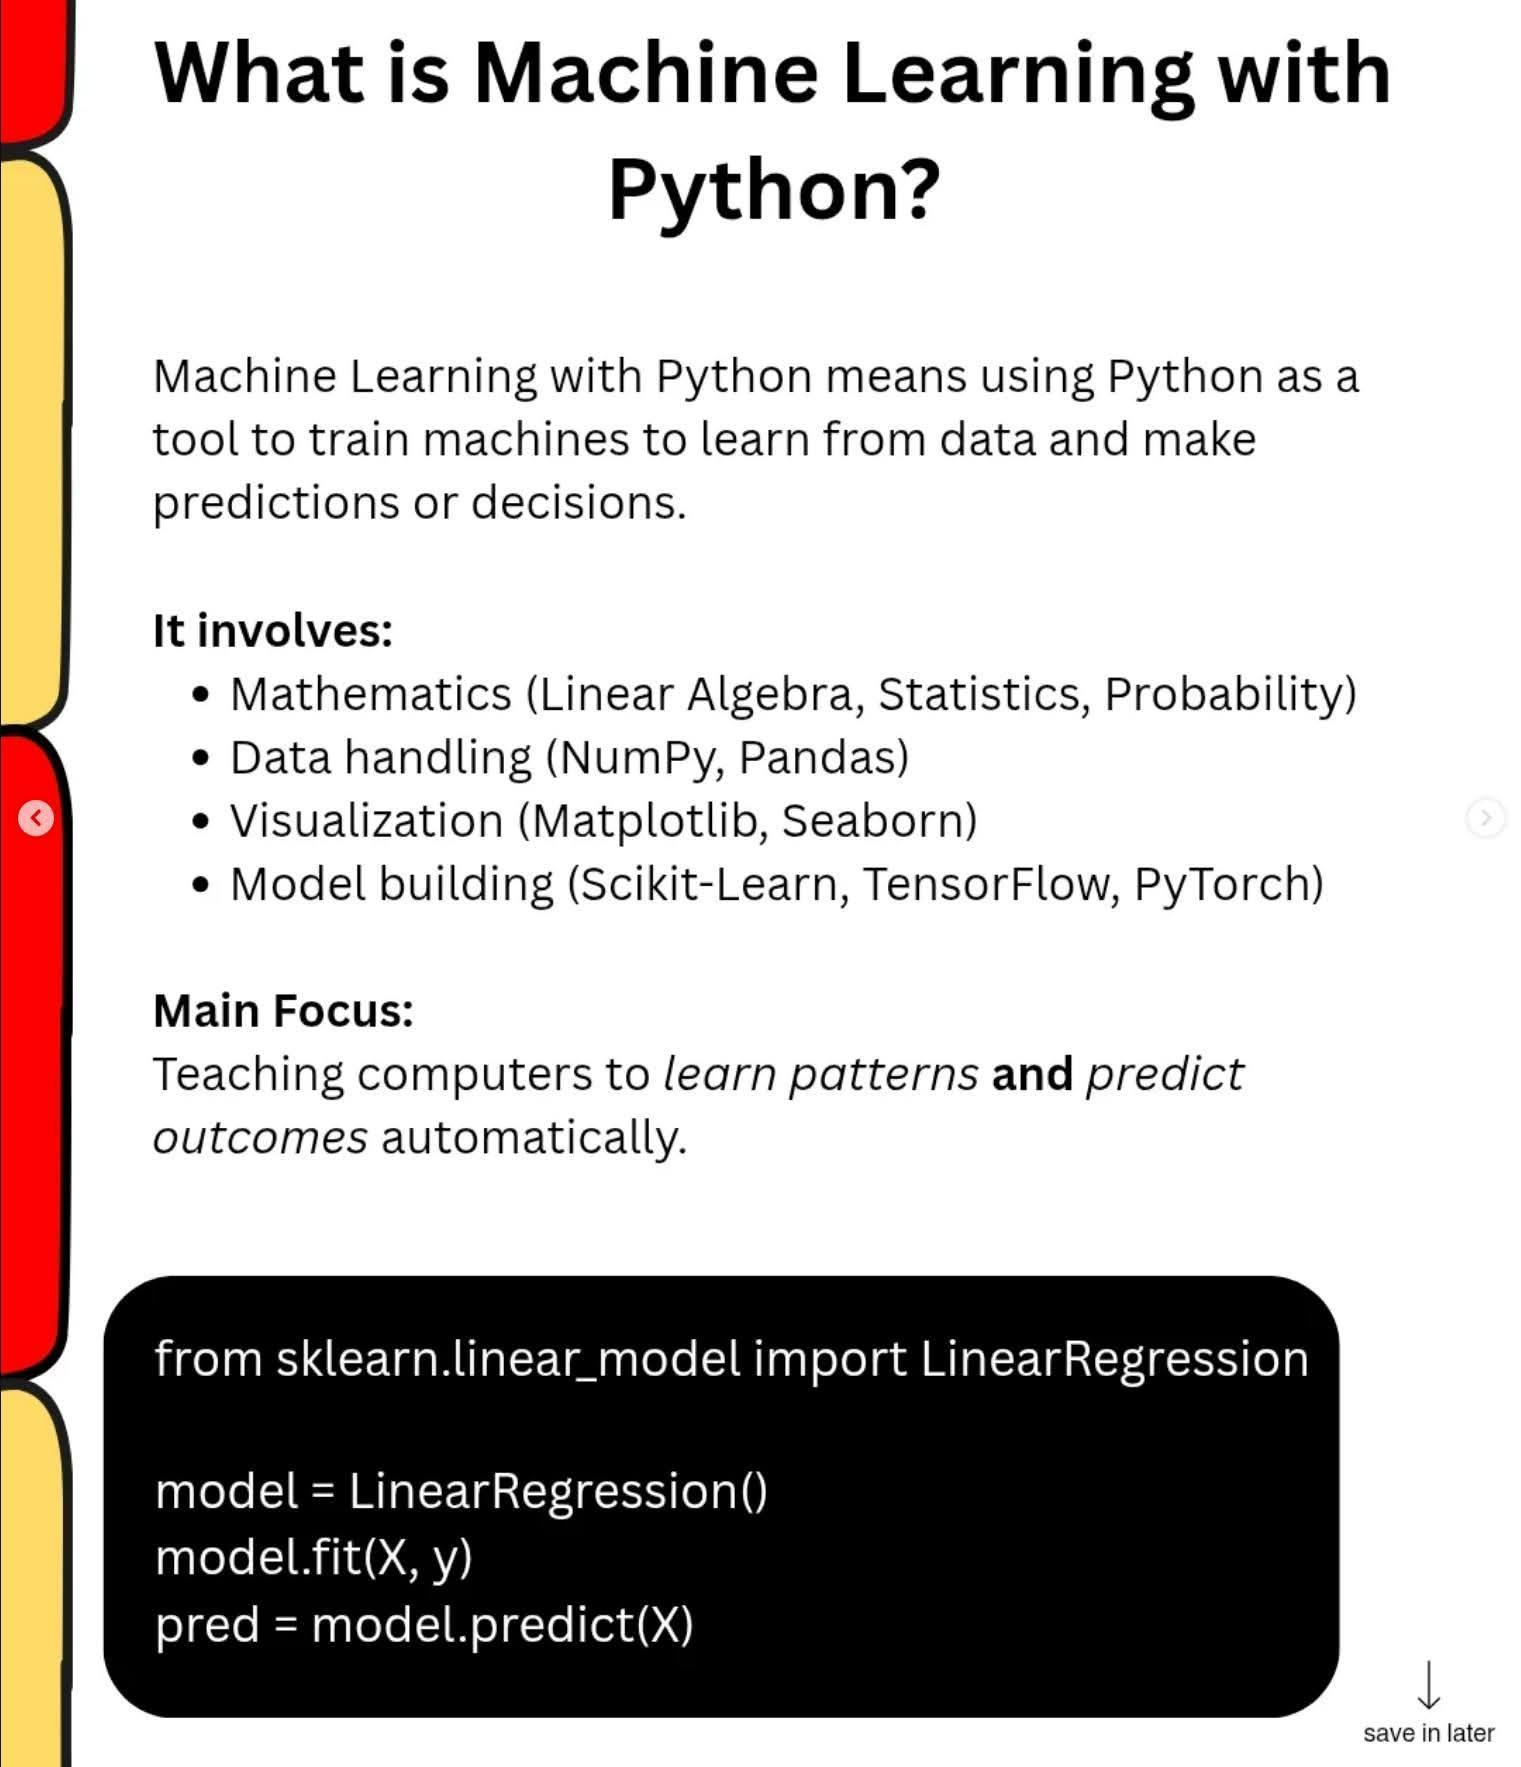 What is Machine Learning with
Python?
Machine Learning with Python means using Python as a
tool to train machines to learn from data and make
predictions or decisions.
It involves:
• Mathematics (Linear Algebra, Statistics, Probability)
• Data handling (NumPy, Pandas)
• Visualization (Matplotlib, Seaborn)
• Model building (Scikit-Learn, TensorFlow, PyTorch)
Main Focus:
Teaching computers to learn patterns and predict
outcomes automatically.
from sklearn.linear_model import LinearRegression
model = LinearRegression()
model.fit(X, y)
pred = model.predict(X)
save in later